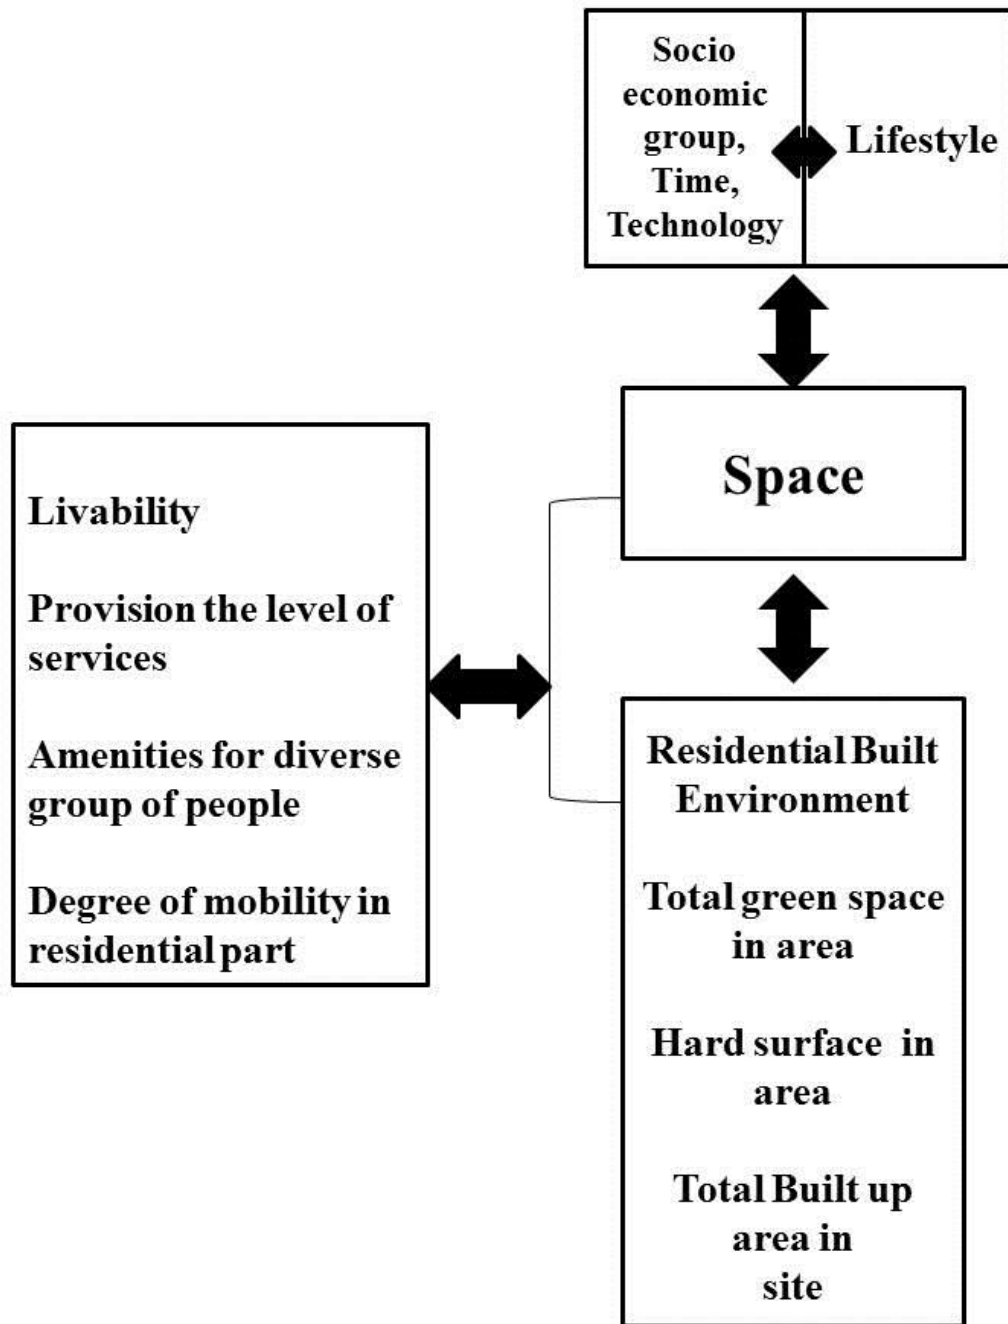 Socio
economic
group,
Time,
Technology
Lifestyle
Space
Livability
Provision the level of
services
Amenities for diverse
group of people
Degree of mobility in
residential part
Residential Built
Environment
Total green space
in area
Hard surface in
area
Total Built up
area in
site